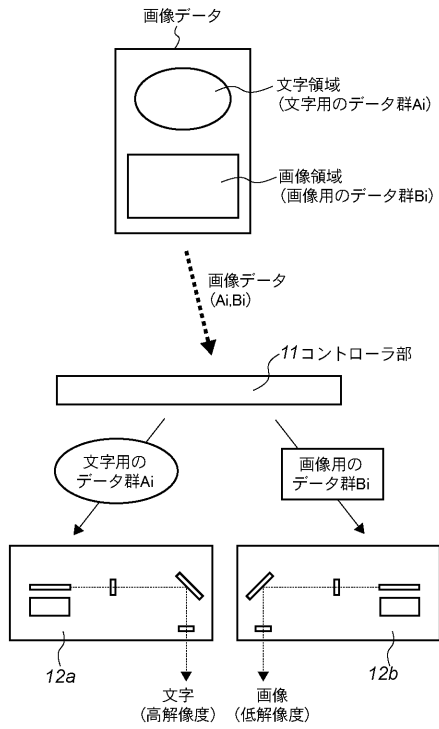 画像データ
文字領域
(文字用のデータ群Ai)
画像領域
(画像用のデータ群Bi)
画像データ
(Ai,Bi)
11コントローラ部
文字用の
データ群Ai
画像用の
データ群Bi
12a
12b
文字
(高解像度)
画像
(低解像度)